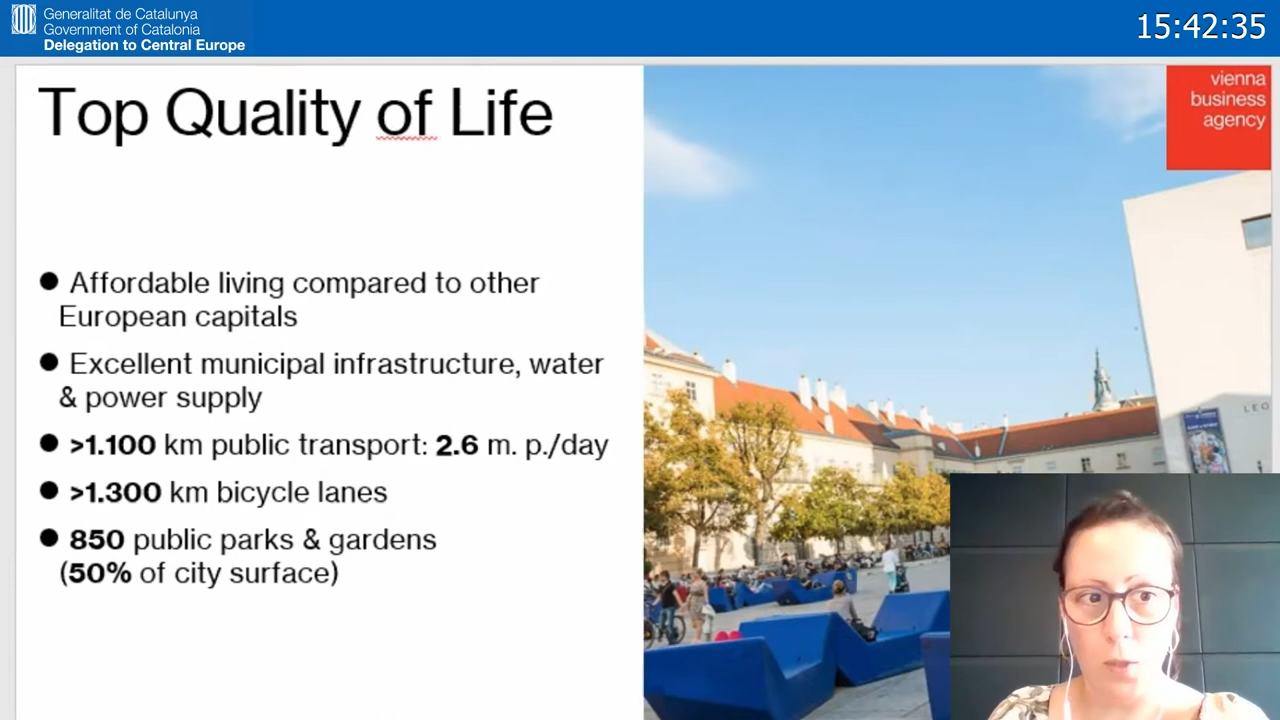 Generalitat de Catalunya
Government of Catalonia
Delegation to Central Europe
15:42:35
Top Quality of Life
vienna
business
agency
● Affordable living compared to other
European capitals
● Excellent municipal infrastructure, water
& power supply
● >1.100 km public transport: 2.6 m. p./day
● >1.300 km bicycle lanes
● 850 public parks & gardens
(50% of city surface)
LEO